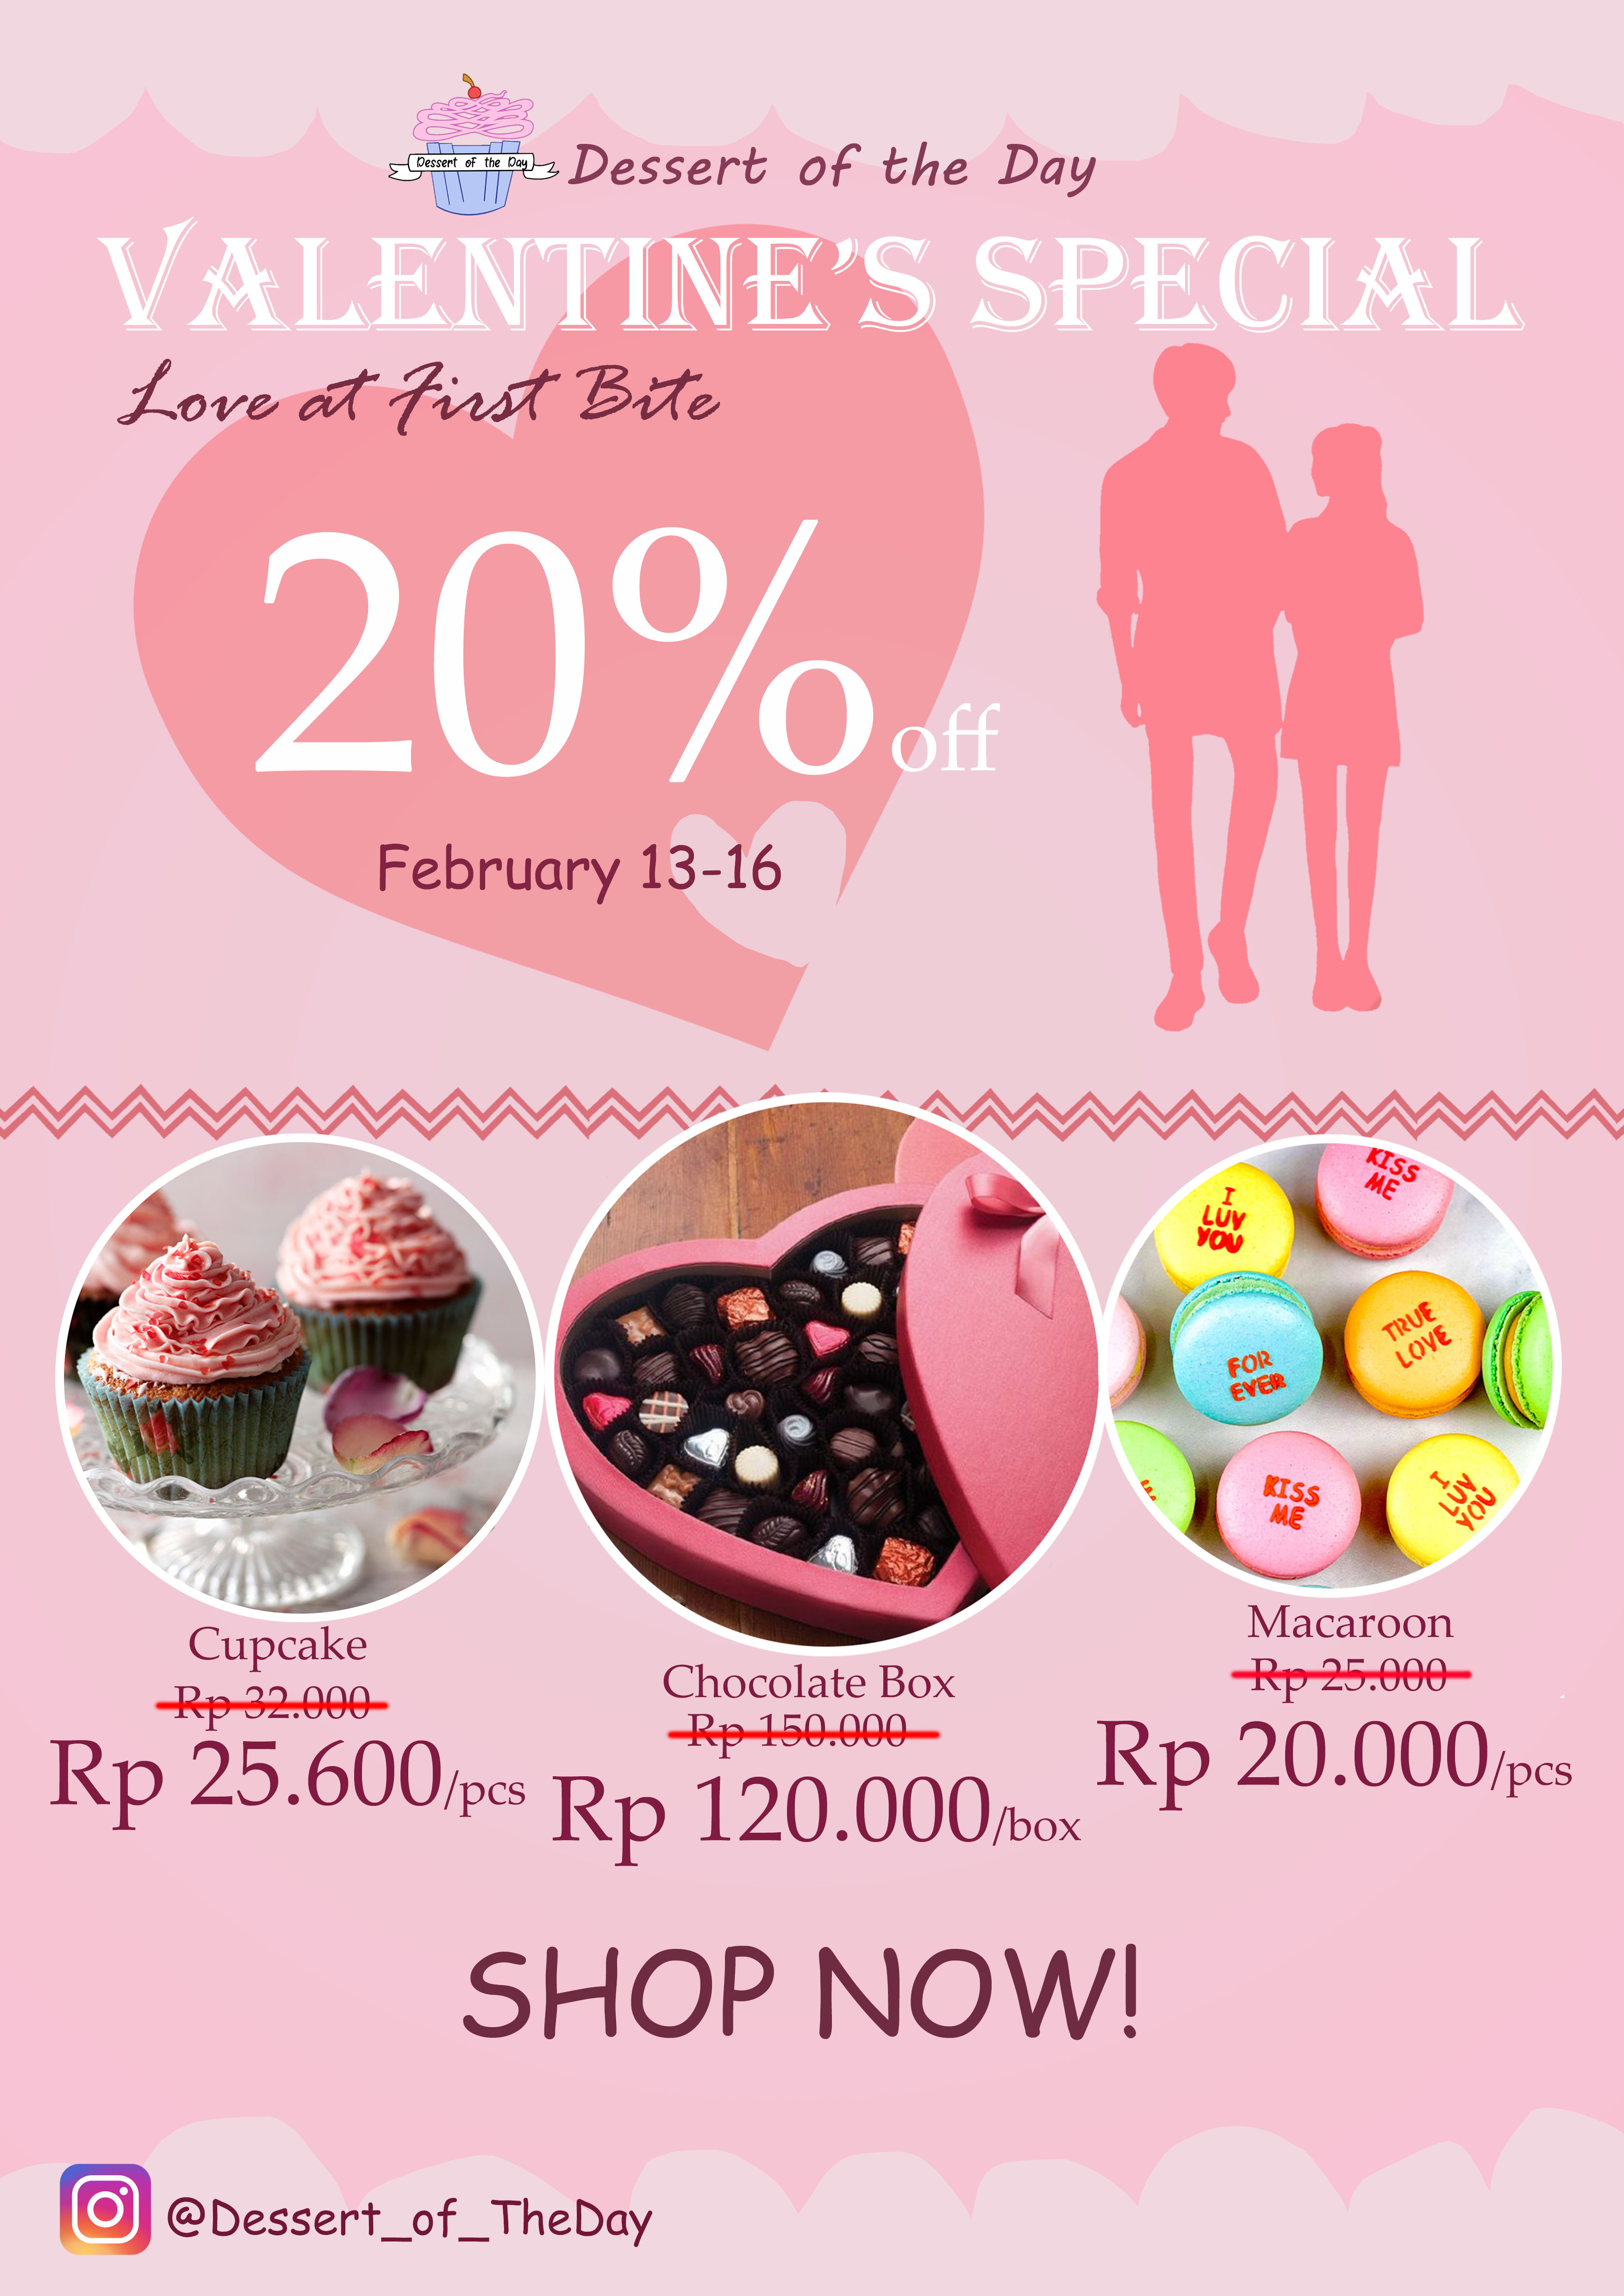 Dessert of the Day
Dessert of the Day
VALENTINE'S SPECIAL
Love at First Bite
20% off
February 13-16
I
LUV
YOU
KISS
ME
FOR
EVER
TRUE
LOVE
KISS
ME
I
LUV
YOU
Cupcake
Rp 32.000
Rp 25.600/pcs
Chocolate Box
Rp 150.000
Rp 120.000/box
Macaroon
Rp 25.000
Rp 20.000/pcs
SHOP NOW!
@Dessert_of_TheDay